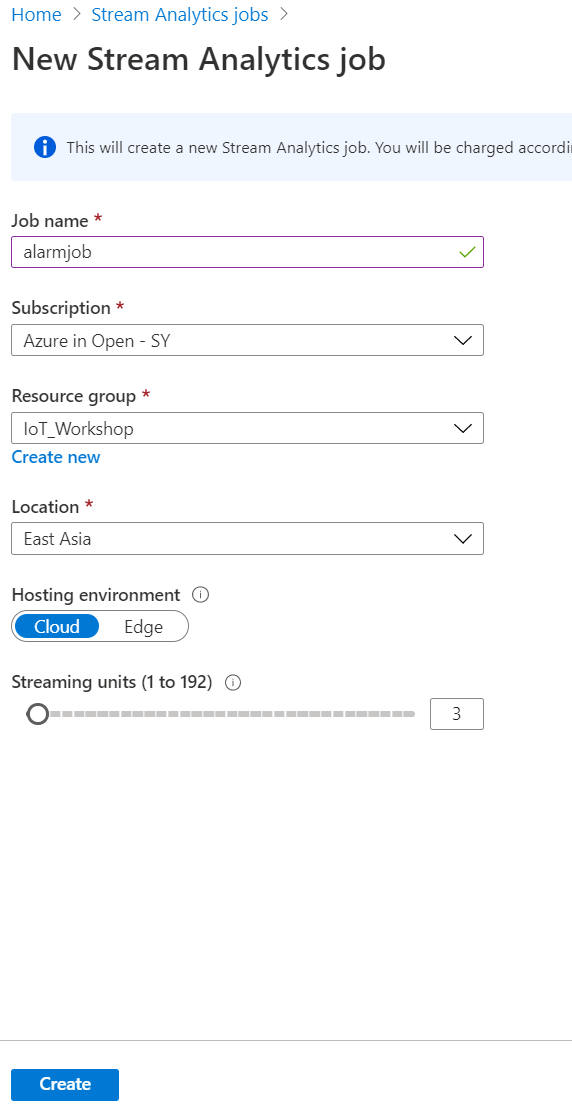 Home > Stream Analytics jobs >
New Stream Analytics job
This will create a new Stream Analytics job. You will be charged
Job name *
alarmjob
Subscription *
Azure in Open - SY
Resource group *
IoT_Workshop
Create new
Location *
East Asia
Hosting environment
Cloud Edge
Streaming units (1 to 192)
3
Create